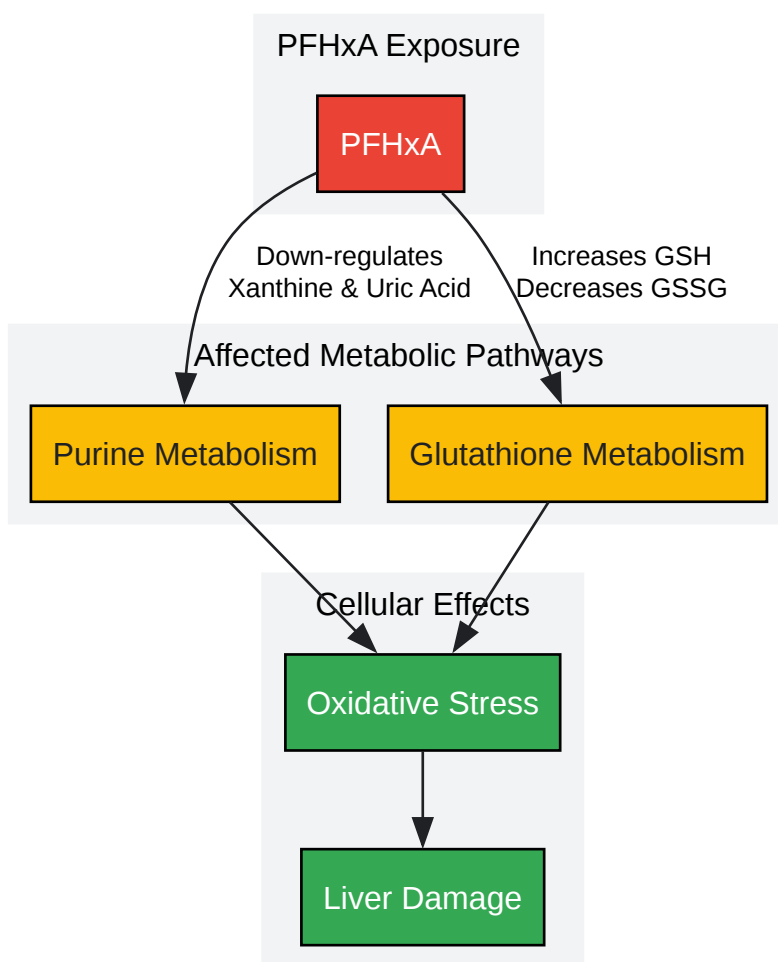 PFHxA Exposure
PFHxA
Down-regulates
Xanthine & Uric Acid
Increases GSH
Decreases GSSG
Affected Metabolic Pathways
Purine Metabolism
Glutathione Metabolism
Cellular Effects
Oxidative Stress
Liver Damage